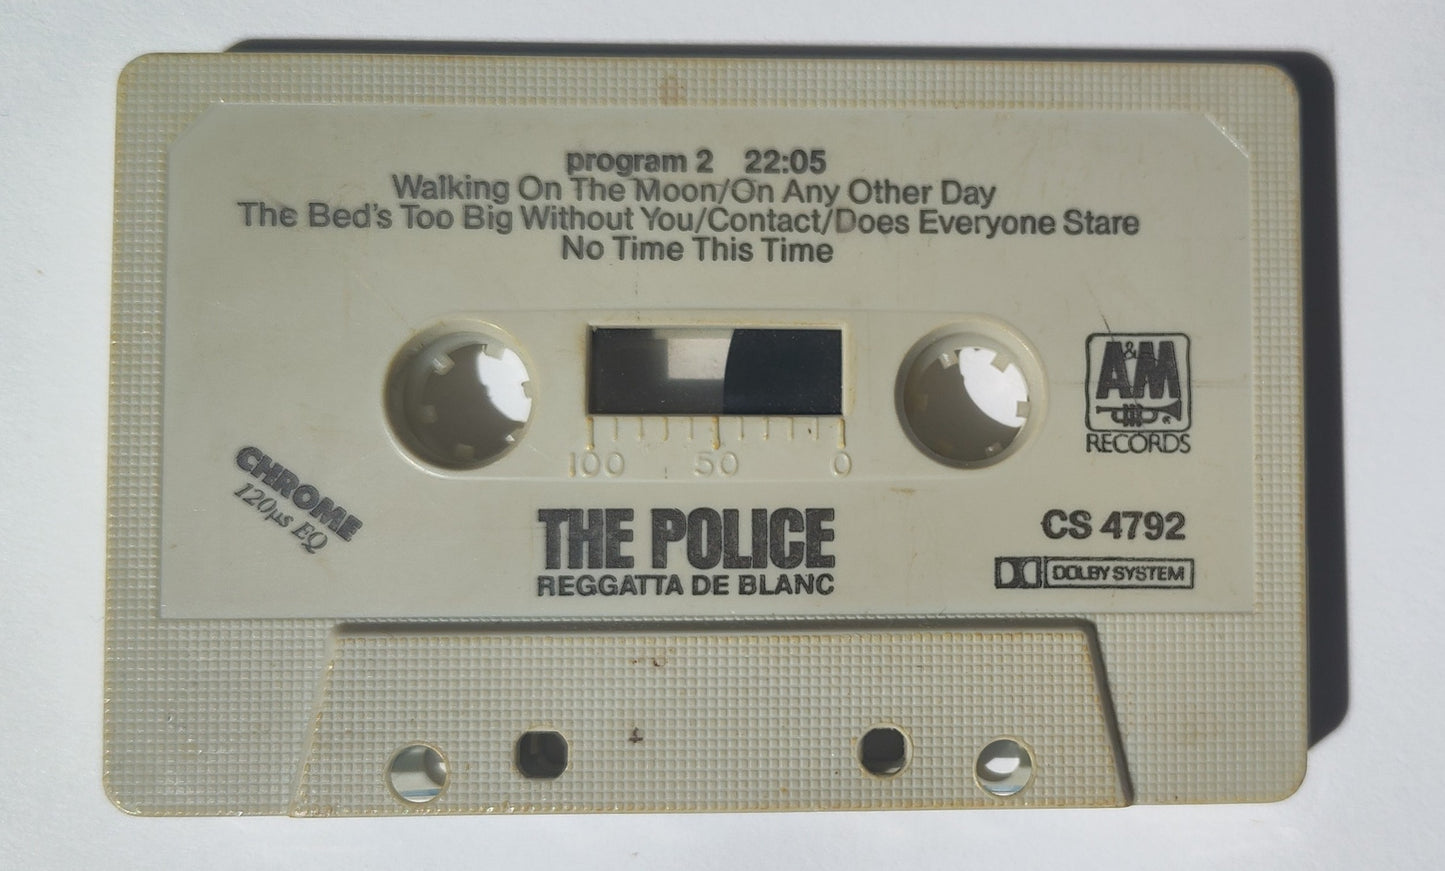 program 2 22:05
Walking On The Moon/On Any Other Day
The Bed's Too Big Without You/Contact/Does Everyone Stare
No Time This Time
A&M
RECORDS
100 50 0
CHROME
120µs EQ
THE POLICE
REGGATTA DE BLANC
CS 4792
DOLBY SYSTEM